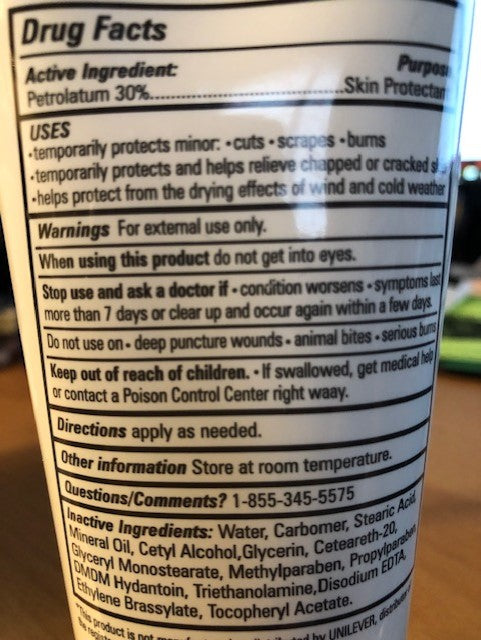 Drug Facts
Active Ingredient: Purpos
Petrolatum 30%..............................Skin Protectan
USES
•temporarily protects minor: •cuts •scrapes •burns
•temporarily protects and helps relieve chapped or cracked s
•helps protect from the drying effects of wind and cold weather
Warnings For external use only.
When using this product do not get into eyes.
Stop use and ask a doctor if • condition worsens • symptoms last
more than 7 days or clear up and occur again within a few days.
Do not use on • deep puncture wounds • animal bites • serious burns
Keep out of reach of children. • If swallowed, get medical help
or contact a Poison Control Center right waay.
Directions apply as needed.
Other information Store at room temperature.
Questions/Comments? 1-855-345-5575
Inactive Ingredients: Water, Carbomer, Stearic Acid,
Mineral Oil, Cetyl Alcohol,Glycerin, Ceteareth-20,
Glyceryl Monostearate, Methylparaben, Propylparaben,
DMDM Hydantoin, Triethanolamine,Disodium EDTA,
Ethylene Brassylate, Tocopheryl Acetate.
*This product is not by UNILEVER,